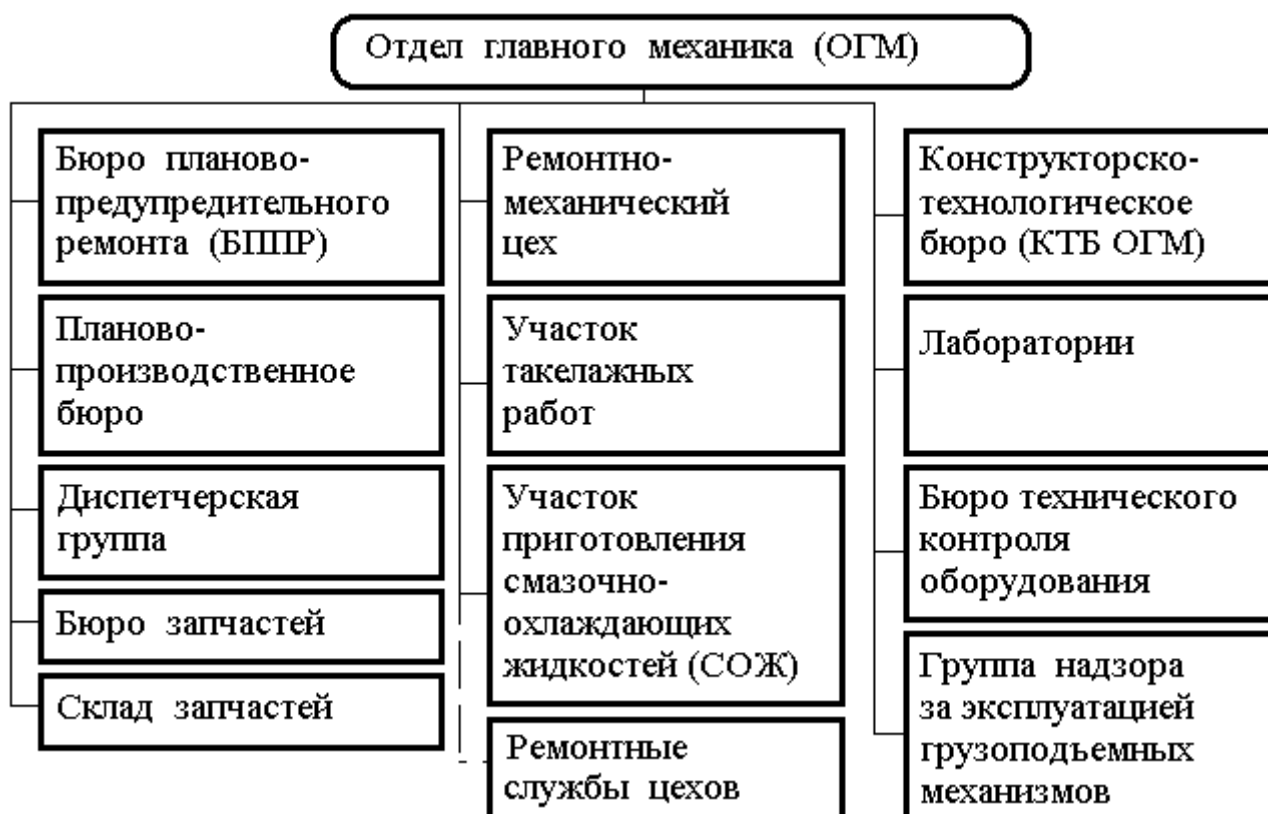 Отдел главного механика (ОГМ)
Бюро планово-
предупредительного
ремонта (БППР)
Планово-
производственное
бюро
Диспетчерская
группа
Бюро запчастей
Склад запчастей
Ремонтно-
механический
цех
Участок
такелажных
работ
Участок
приготовления
смазочно-
охлаждающих
жидкостей (СОЖ)
Ремонтные
службы цехов
Конструкторско-
технологическое
бюро (КТБ ОГМ)
Лаборатории
Бюро технического
контроля
оборудования
Группа надзора
за эксплуатацией
грузоподьемных
механизмов